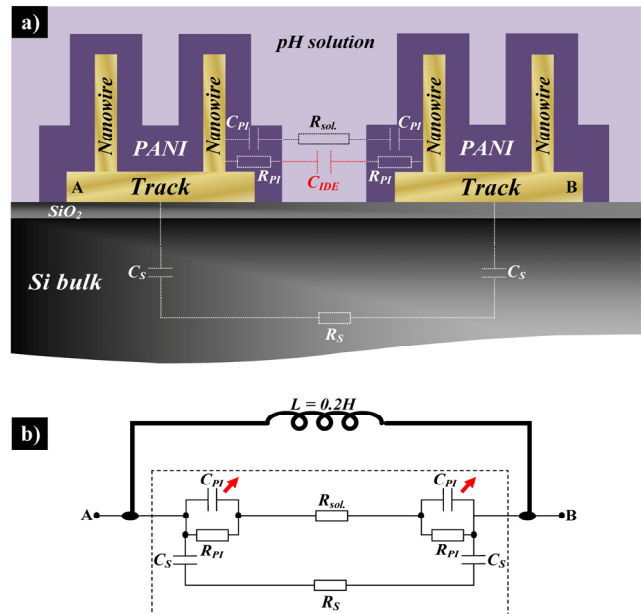 a)
pH solution
Nanowire
Nanowire
Nanowire
Nanowire
C_PI
R_sol.
C_PI
PANI
PANI
R_PI
C_IDE
R_PI
A
Track
Track
B
SiO₂
C_S
C_S
Si bulk
R_S
b)
L = 0.2H
C_PI
C_PI
R_sol.
A
B
R_PI
R_PI
C_S
C_S
R_S